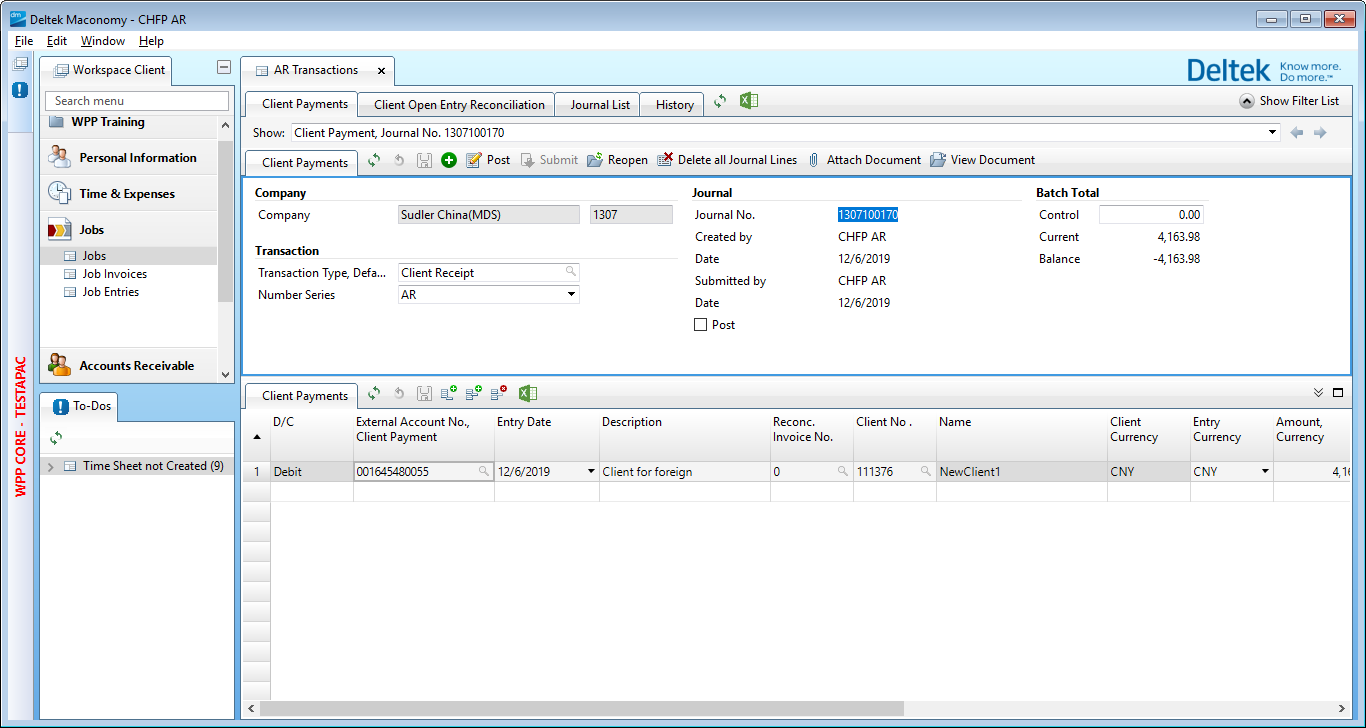 Deltek Maconomy - CHFP AR
File Edit Window Help
Workspace Client
AR Transactions
Deltek Know more.
Do more.™
Search menu
WPP Training
Personal Information
Time & Expenses
Jobs
Jobs
Job Invoices
Job Entries
Accounts Receivable
To-Dos
Time Sheet not Created (9)
WPP CORE - TESTAPAC
Client Payments Client Open Entry Reconciliation Journal List History
Show Filter List
Show: Client Payment, Journal No. 1307100170
Client Payments Post Submit Reopen Delete all Journal Lines Attach Document View Document
Company
Company Sudler China(MDS) 1307
Transaction
Transaction Type, Defa... Client Receipt
Number Series AR
Journal
Journal No. 1307100170
Created by CHFP AR
Date 12/6/2019
Submitted by CHFP AR
Date 12/6/2019
Post
Batch Total
Control 0.00
Current 4,163.98
Balance -4,163.98
Client Payments
D/C External Account No., Entry Date Description Reconc. Client No . Name Client Entry Amount,
Client Payment Invoice No. Currency Currency Currency
1 Debit 001645480055 12/6/2019 Client for foreign 0 111376 NewClient1 CNY CNY